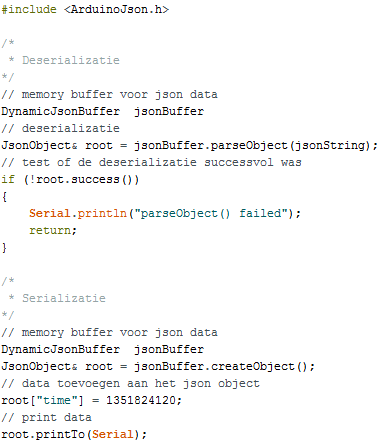 #include <ArduinoJson.h>
/*
 * Deserializatie
*/
// memory buffer voor json data
DynamicJsonBuffer  jsonBuffer
// deserializatie
JsonObject& root = jsonBuffer.parseObject(jsonString);
// test of de deserializatie successvol was
if (!root.success())
{
    Serial.println("parseObject() failed");
    return;
}
/*
 * Serializatie
*/
// memory buffer voor json data
DynamicJsonBuffer  jsonBuffer
JsonObject& root = jsonBuffer.createObject();
// data toevoegen aan het json object
root["time"] = 1351824120;
// print data
root.printTo(Serial);